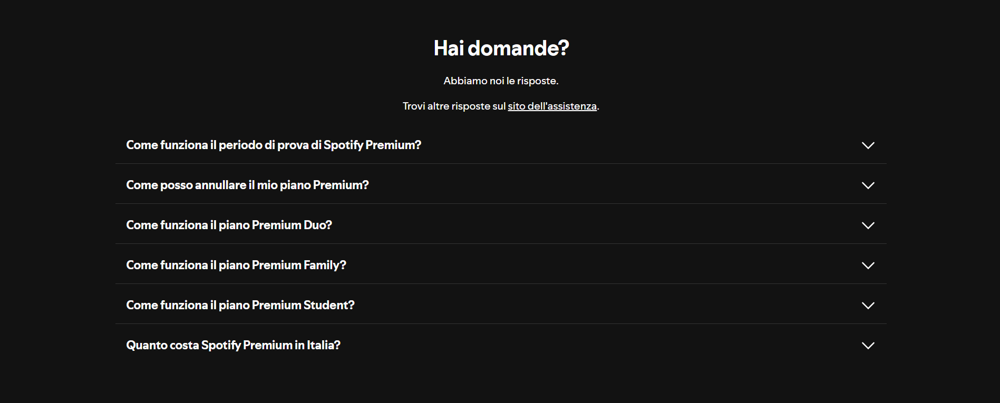 Hai domande?
Abbiamo noi le risposte.
Trovi altre risposte sul sito dell'assistenza.
Come funziona il periodo di prova di Spotify Premium?
Come posso annullare il mio piano Premium?
Come funziona il piano Premium Duo?
Come funziona il piano Premium Family?
Come funziona il piano Premium Student?
Quanto costa Spotify Premium in Italia?